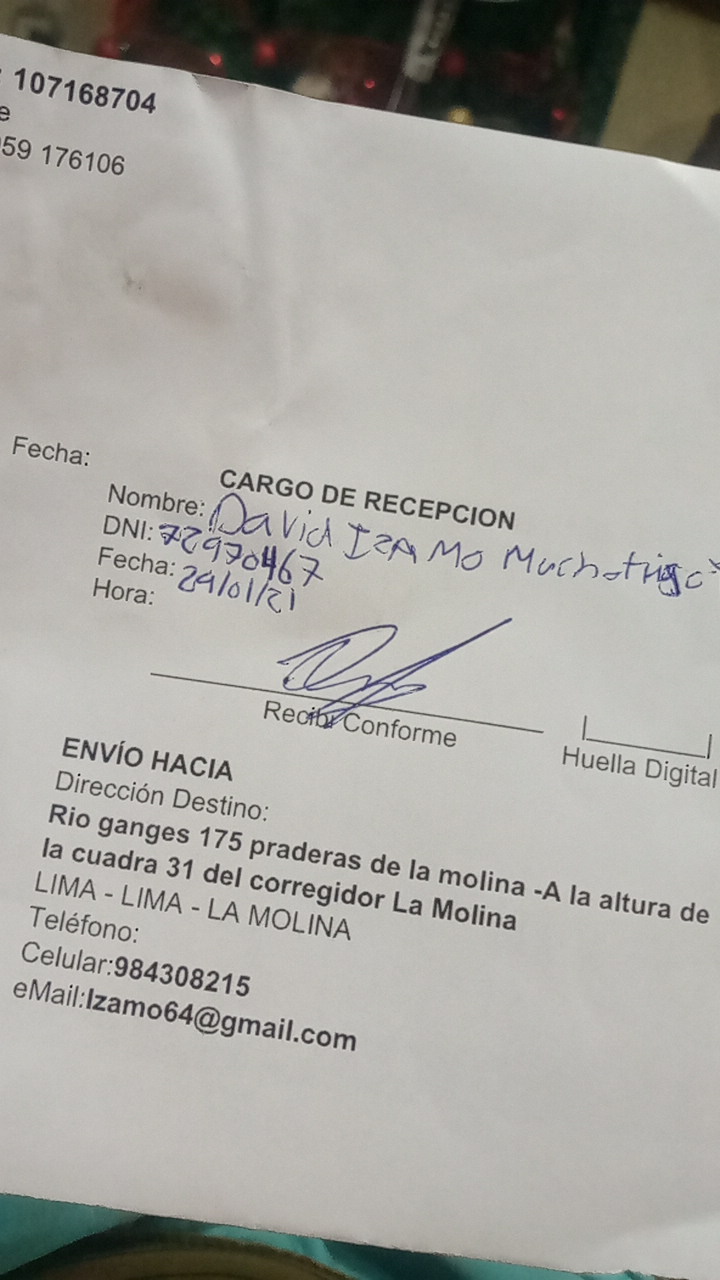 : 107168704
e
959 176106
Fecha:
CARGO DE RECEPCION
Nombre: David IZAMO Muchotrigo
DNI: 72970467
Fecha: 29/01/21
Hora:
Recibi Conforme
Huella Digital
ENVÍO HACIA
Dirección Destino:
Rio ganges 175 praderas de la molina -A la altura de
la cuadra 31 del corregidor La Molina
LIMA - LIMA - LA MOLINA
Teléfono:
Celular:984308215
eMail:Izamo64@gmail.com